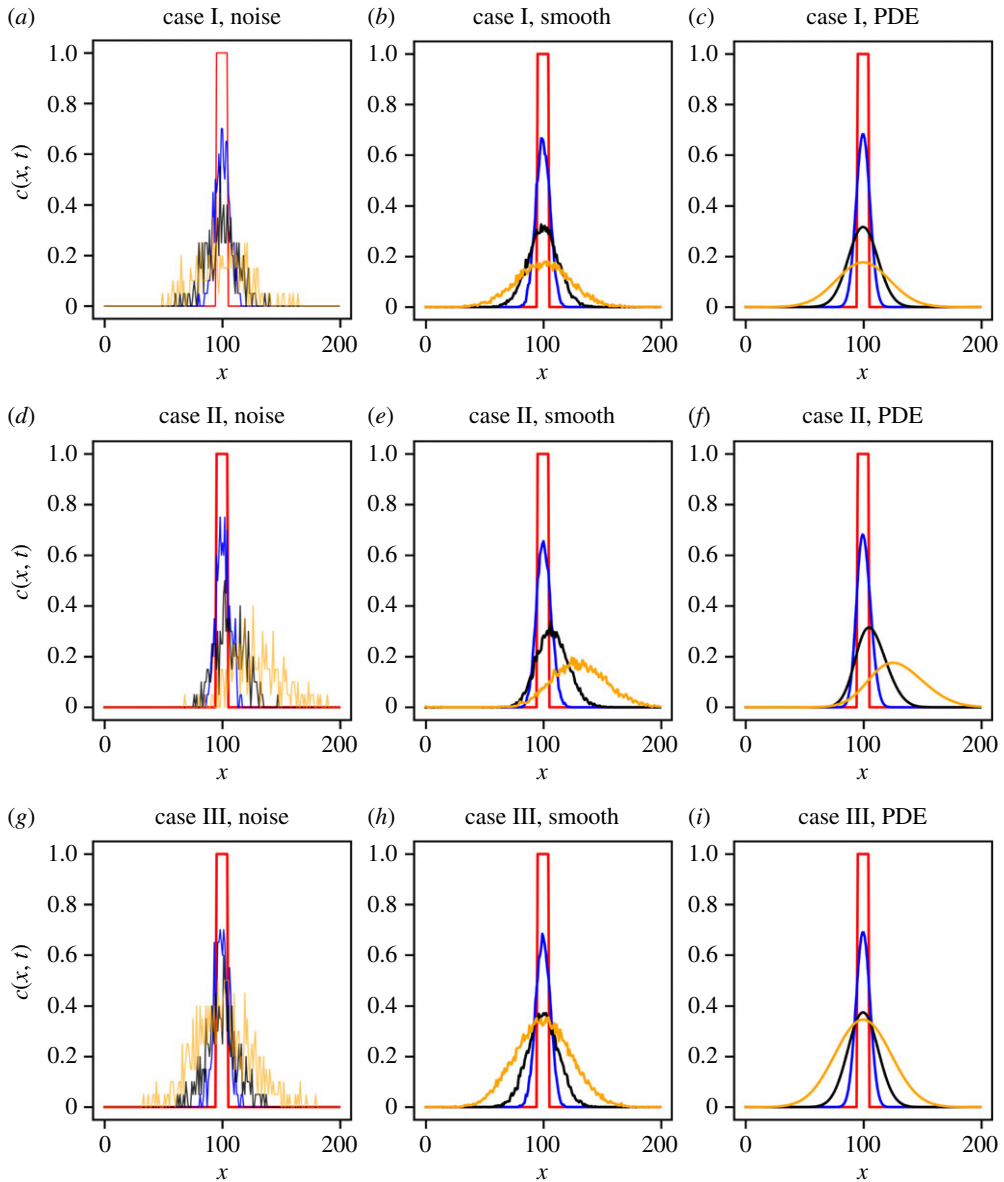 (a) case I, noise
(b) case I, smooth
(c) case I, PDE
1.0
0.8
0.6
0.4
0.2
0
c(x, t)
0 100 200
x
1.0
0.8
0.6
0.4
0.2
0
0 100 200
x
1.0
0.8
0.6
0.4
0.2
0
0 100 200
x
(d) case II, noise
(e) case II, smooth
(f) case II, PDE
1.0
0.8
0.6
0.4
0.2
0
c(x, t)
0 100 200
x
1.0
0.8
0.6
0.4
0.2
0
0 100 200
x
1.0
0.8
0.6
0.4
0.2
0
0 100 200
x
(g) case III, noise
(h) case III, smooth
(i) case III, PDE
1.0
0.8
0.6
0.4
0.2
0
c(x, t)
0 100 200
x
1.0
0.8
0.6
0.4
0.2
0
0 100 200
x
1.0
0.8
0.6
0.4
0.2
0
0 100 200
x